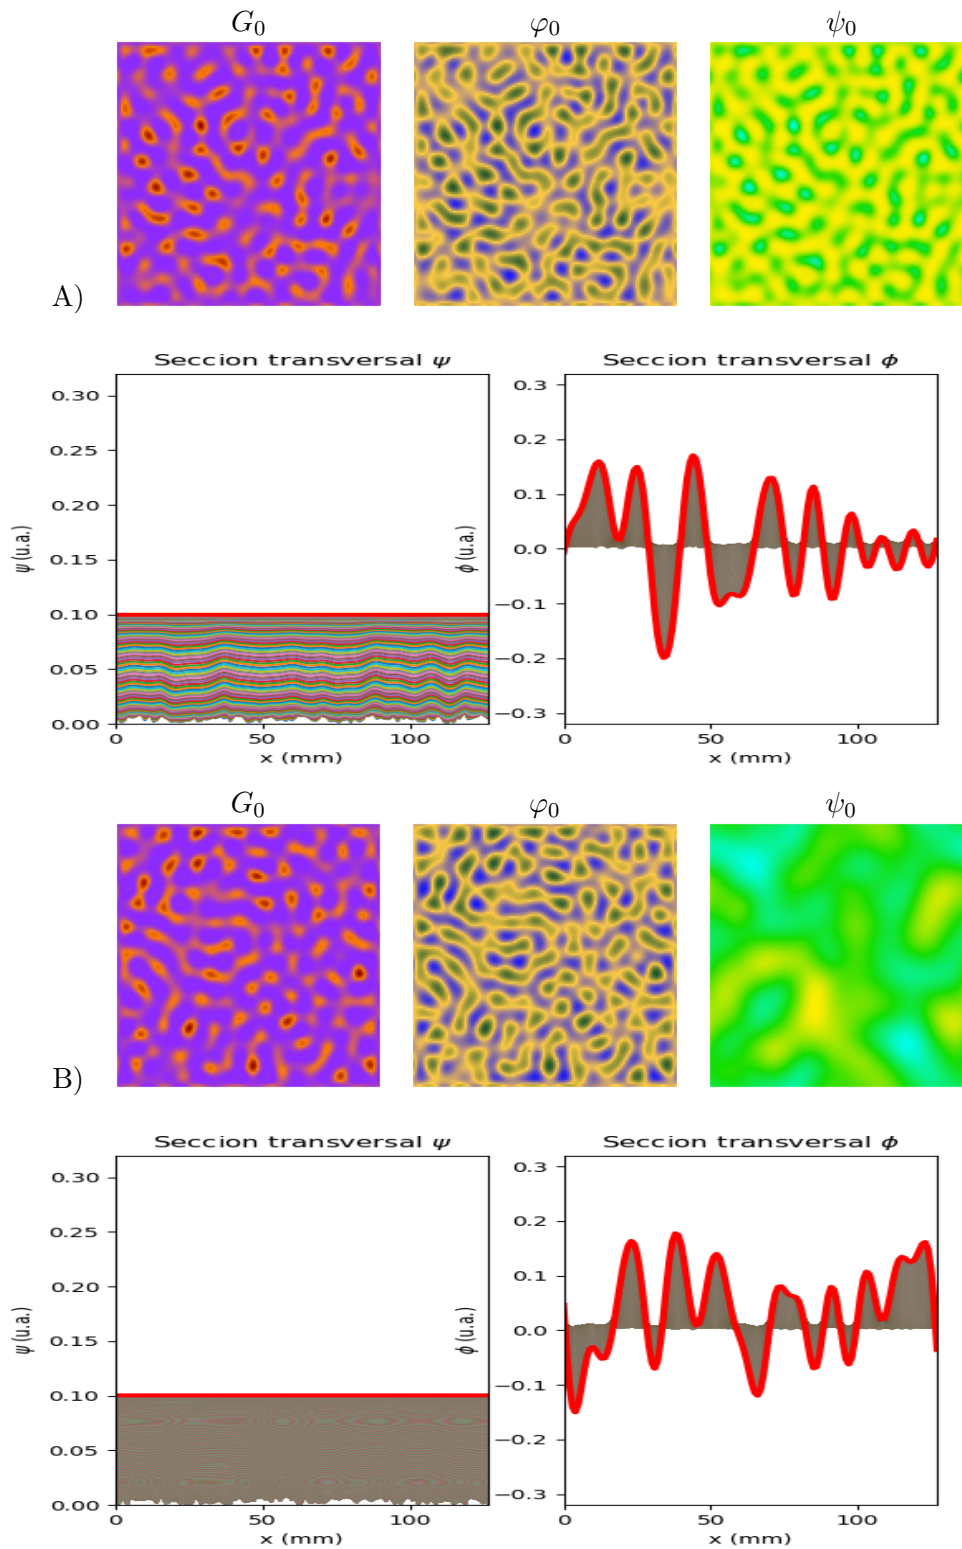 G₀ φ₀ ψ₀
A)
Seccion transversal ψ Seccion transversal ϕ
0.30
0.25
0.20
0.15
0.10
0.05
0.00
ψ (u.a.)
0 50 100
x (mm)
0.3
0.2
0.1
0.0
−0.1
−0.2
−0.3
ϕ (u.a.)
0 50 100
x (mm)
G₀ φ₀ ψ₀
B)
Seccion transversal ψ Seccion transversal ϕ
0.30
0.25
0.20
0.15
0.10
0.05
0.00
ψ (u.a.)
0 50 100
x (mm)
0.3
0.2
0.1
0.0
−0.1
−0.2
−0.3
ϕ (u.a.)
0 50 100
x (mm)